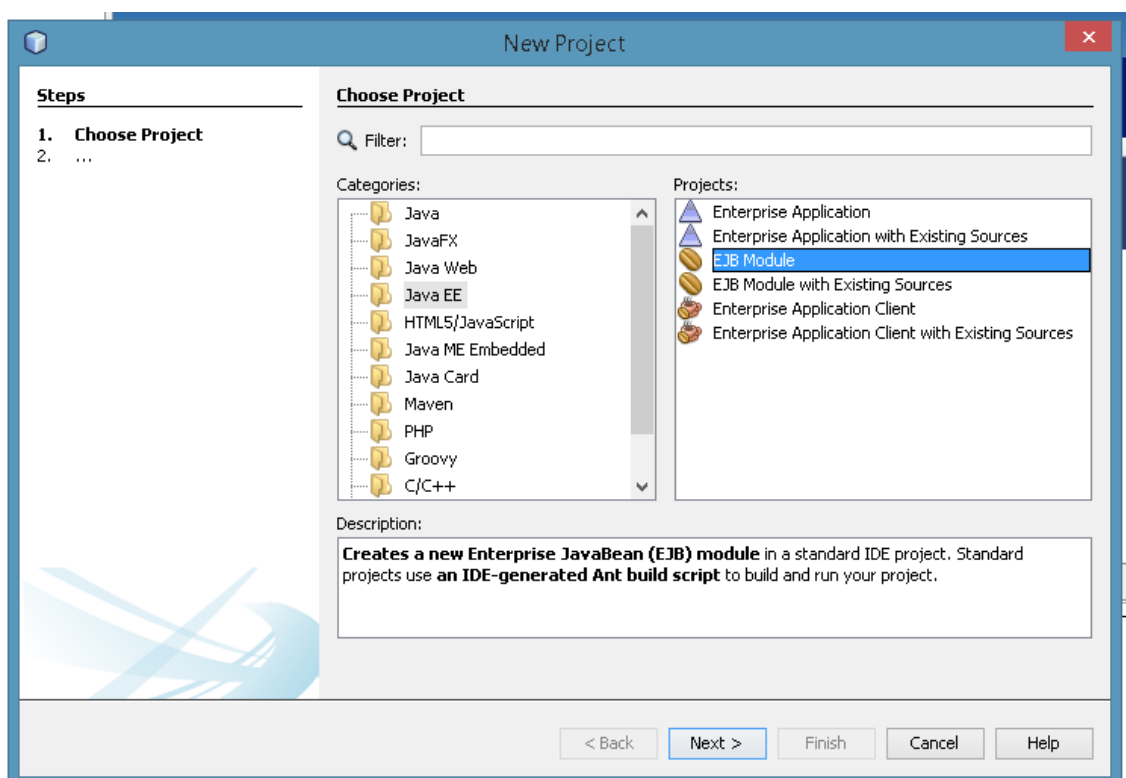 New Project
Steps
1. Choose Project
2. ...
Choose Project
Filter:
Categories:
Java
JavaFX
Java Web
Java EE
HTML5/JavaScript
Java ME Embedded
Java Card
Maven
PHP
Groovy
C/C++
Projects:
Enterprise Application
Enterprise Application with Existing Sources
EJB Module
EJB Module with Existing Sources
Enterprise Application Client
Enterprise Application Client with Existing Sources
Description:
Creates a new Enterprise JavaBean (EJB) module in a standard IDE project. Standard
projects use an IDE-generated Ant build script to build and run your project.
< Back
Next >
Finish
Cancel
Help